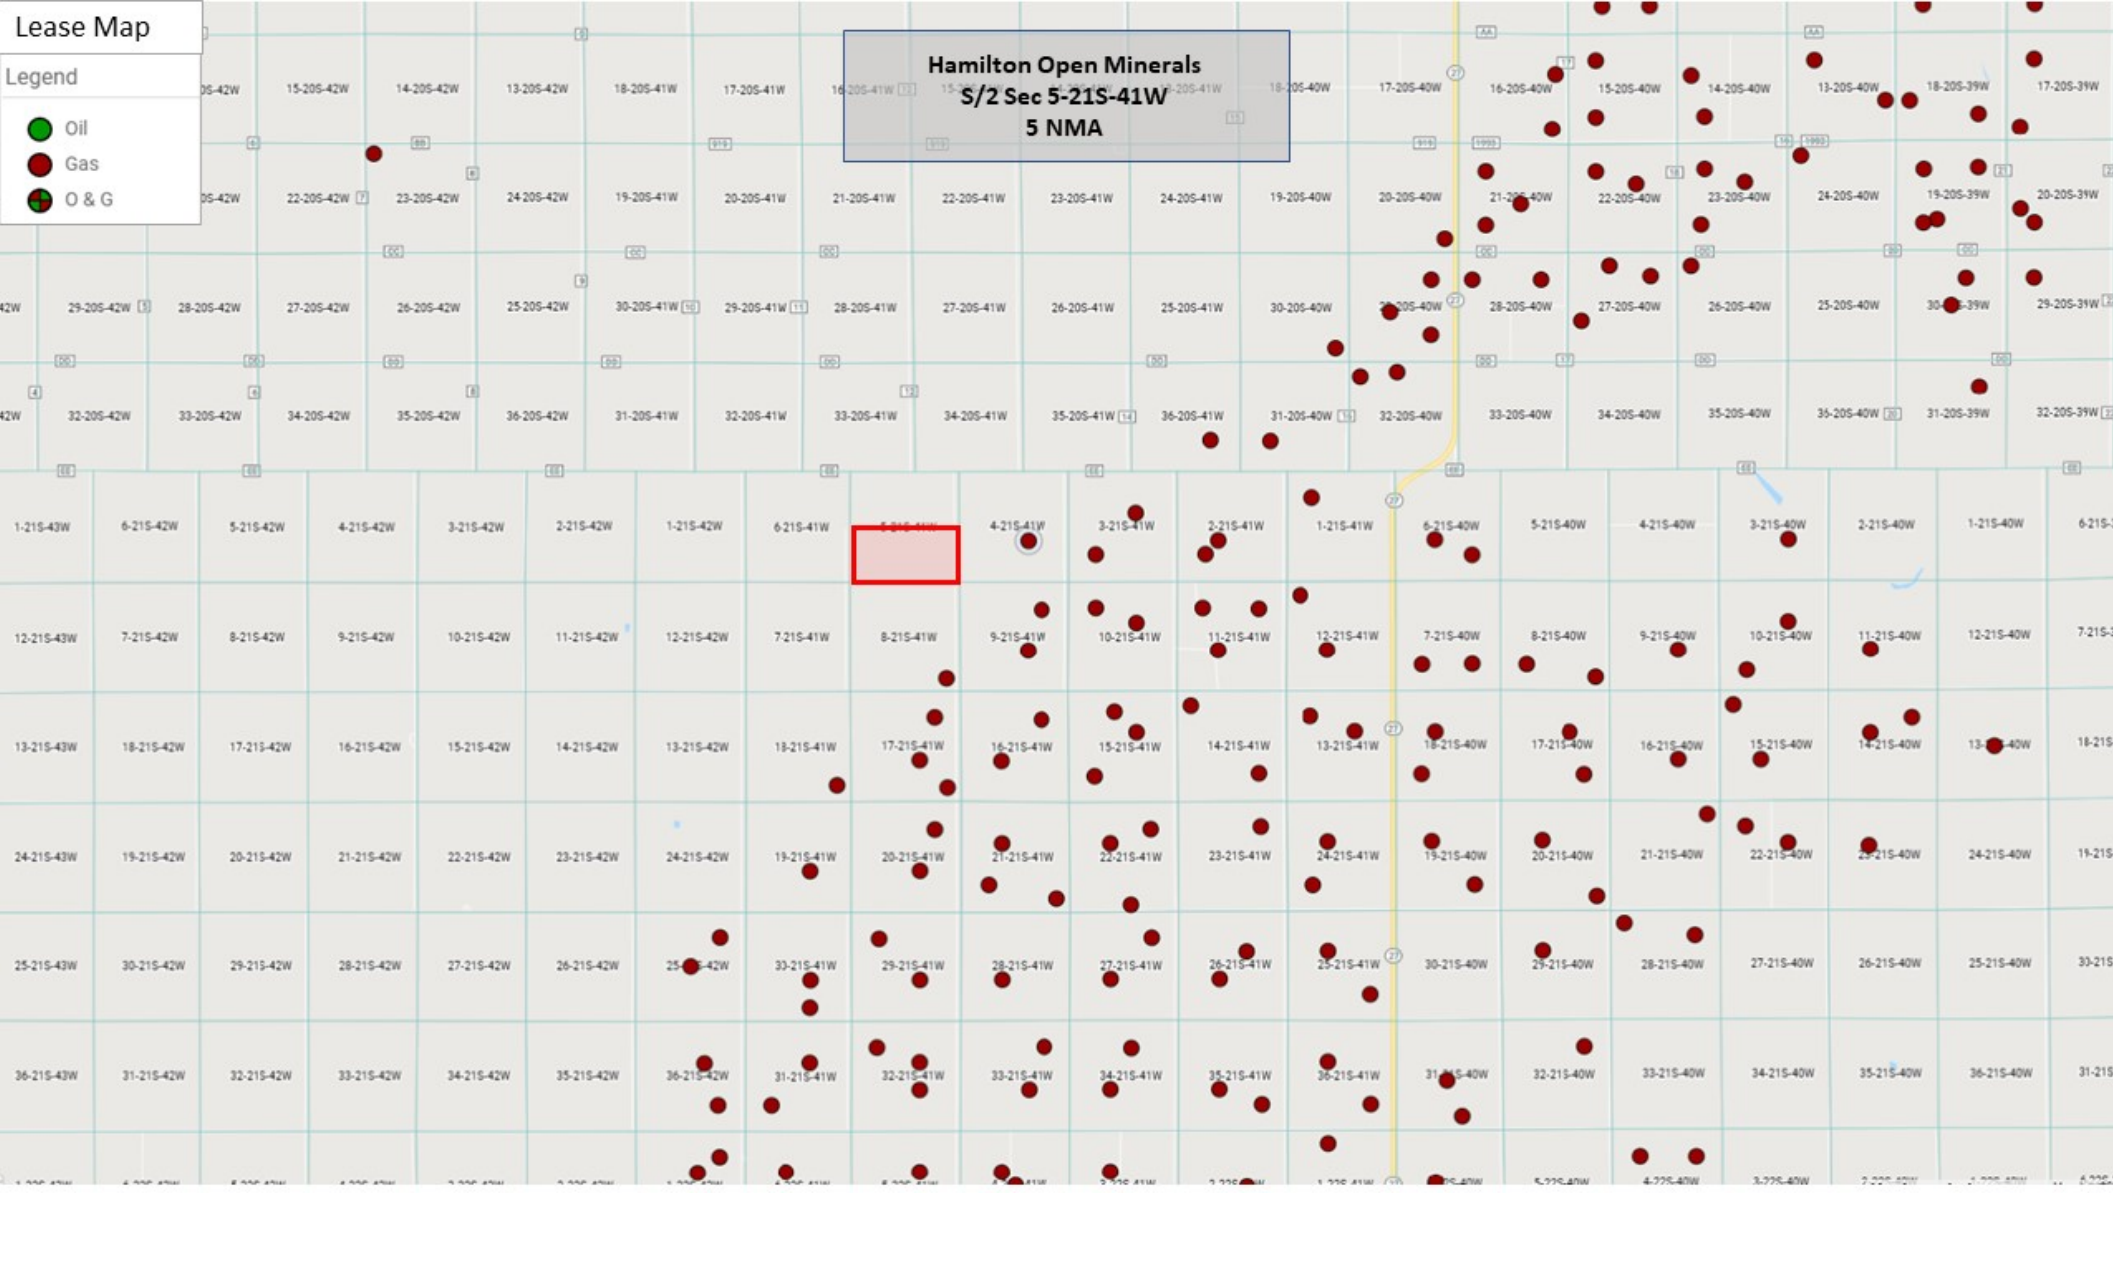 Lease Map
Legend
Oil
Gas
O & G
Hamilton Open Minerals
S/2 Sec 5-21S-41W
5 NMA
15-20S-42W 14-20S-42W 13-20S-42W 18-20S-41W 17-20S-41W 16-20S-41W 18-20S-40W 17-20S-40W 16-20S-40W 15-20S-40W 14-20S-40W 13-20S-40W 18-20S-39W 17-20S-39W
22-20S-42W 23-20S-42W 24-20S-42W 19-20S-41W 20-20S-41W 21-20S-41W 22-20S-41W 23-20S-41W 24-20S-41W 19-20S-40W 20-20S-40W 22-20S-40W 23-20S-40W 24-20S-40W 19-20S-39W 20-20S-39W
29-20S-42W 28-20S-42W 27-20S-42W 26-20S-42W 25-20S-42W 30-20S-41W 29-20S-41W 28-20S-41W 27-20S-41W 26-20S-41W 25-20S-41W 30-20S-40W 28-20S-40W 27-20S-40W 26-20S-40W 25-20S-40W 29-20S-39W
32-20S-42W 33-20S-42W 34-20S-42W 35-20S-42W 36-20S-42W 31-20S-41W 32-20S-41W 33-20S-41W 34-20S-41W 35-20S-41W 36-20S-41W 31-20S-40W 32-20S-40W 33-20S-40W 34-20S-40W 35-20S-40W 36-20S-40W 31-20S-39W 32-20S-39W
1-21S-43W 6-21S-42W 5-21S-42W 4-21S-42W 3-21S-42W 2-21S-42W 1-21S-42W 6-21S-41W 5-21S-41W 4-21S-41W 3-21S-41W 2-21S-41W 1-21S-41W 6-21S-40W 5-21S-40W 4-21S-40W 3-21S-40W 2-21S-40W 1-21S-40W
12-21S-43W 7-21S-42W 8-21S-42W 9-21S-42W 10-21S-42W 11-21S-42W 12-21S-42W 7-21S-41W 8-21S-41W 9-21S-41W 10-21S-41W 11-21S-41W 12-21S-41W 7-21S-40W 8-21S-40W 9-21S-40W 10-21S-40W 11-21S-40W 12-21S-40W
13-21S-43W 18-21S-42W 17-21S-42W 16-21S-42W 15-21S-42W 14-21S-42W 13-21S-42W 18-21S-41W 17-21S-41W 16-21S-41W 15-21S-41W 14-21S-41W 13-21S-41W 18-21S-40W 17-21S-40W 16-21S-40W 15-21S-40W 14-21S-40W
24-21S-43W 19-21S-42W 20-21S-42W 21-21S-42W 22-21S-42W 23-21S-42W 24-21S-42W 19-21S-41W 20-21S-41W 21-21S-41W 22-21S-41W 23-21S-41W 24-21S-41W 19-21S-40W 20-21S-40W 21-21S-40W 22-21S-40W 24-21S-40W
25-21S-43W 30-21S-42W 29-21S-42W 28-21S-42W 27-21S-42W 26-21S-42W 30-21S-41W 29-21S-41W 28-21S-41W 27-21S-41W 26-21S-41W 25-21S-41W 30-21S-40W 29-21S-40W 28-21S-40W 27-21S-40W 26-21S-40W 25-21S-40W
36-21S-43W 31-21S-42W 32-21S-42W 33-21S-42W 34-21S-42W 35-21S-42W 36-21S-42W 31-21S-41W 32-21S-41W 33-21S-41W 34-21S-41W 35-21S-41W 36-21S-41W 32-21S-40W 33-21S-40W 34-21S-40W 35-21S-40W 36-21S-40W